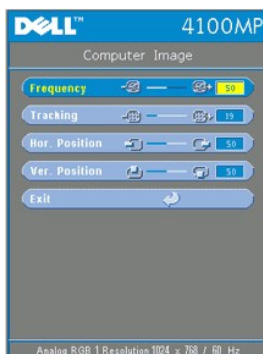 DELL™ 4100MP
Computer Image
Frequency 50
Tracking 19
Hor. Position 50
Ver. Position 50
Exit
Analog RGB 1 Resolution 1024 x 768 / 60 Hz